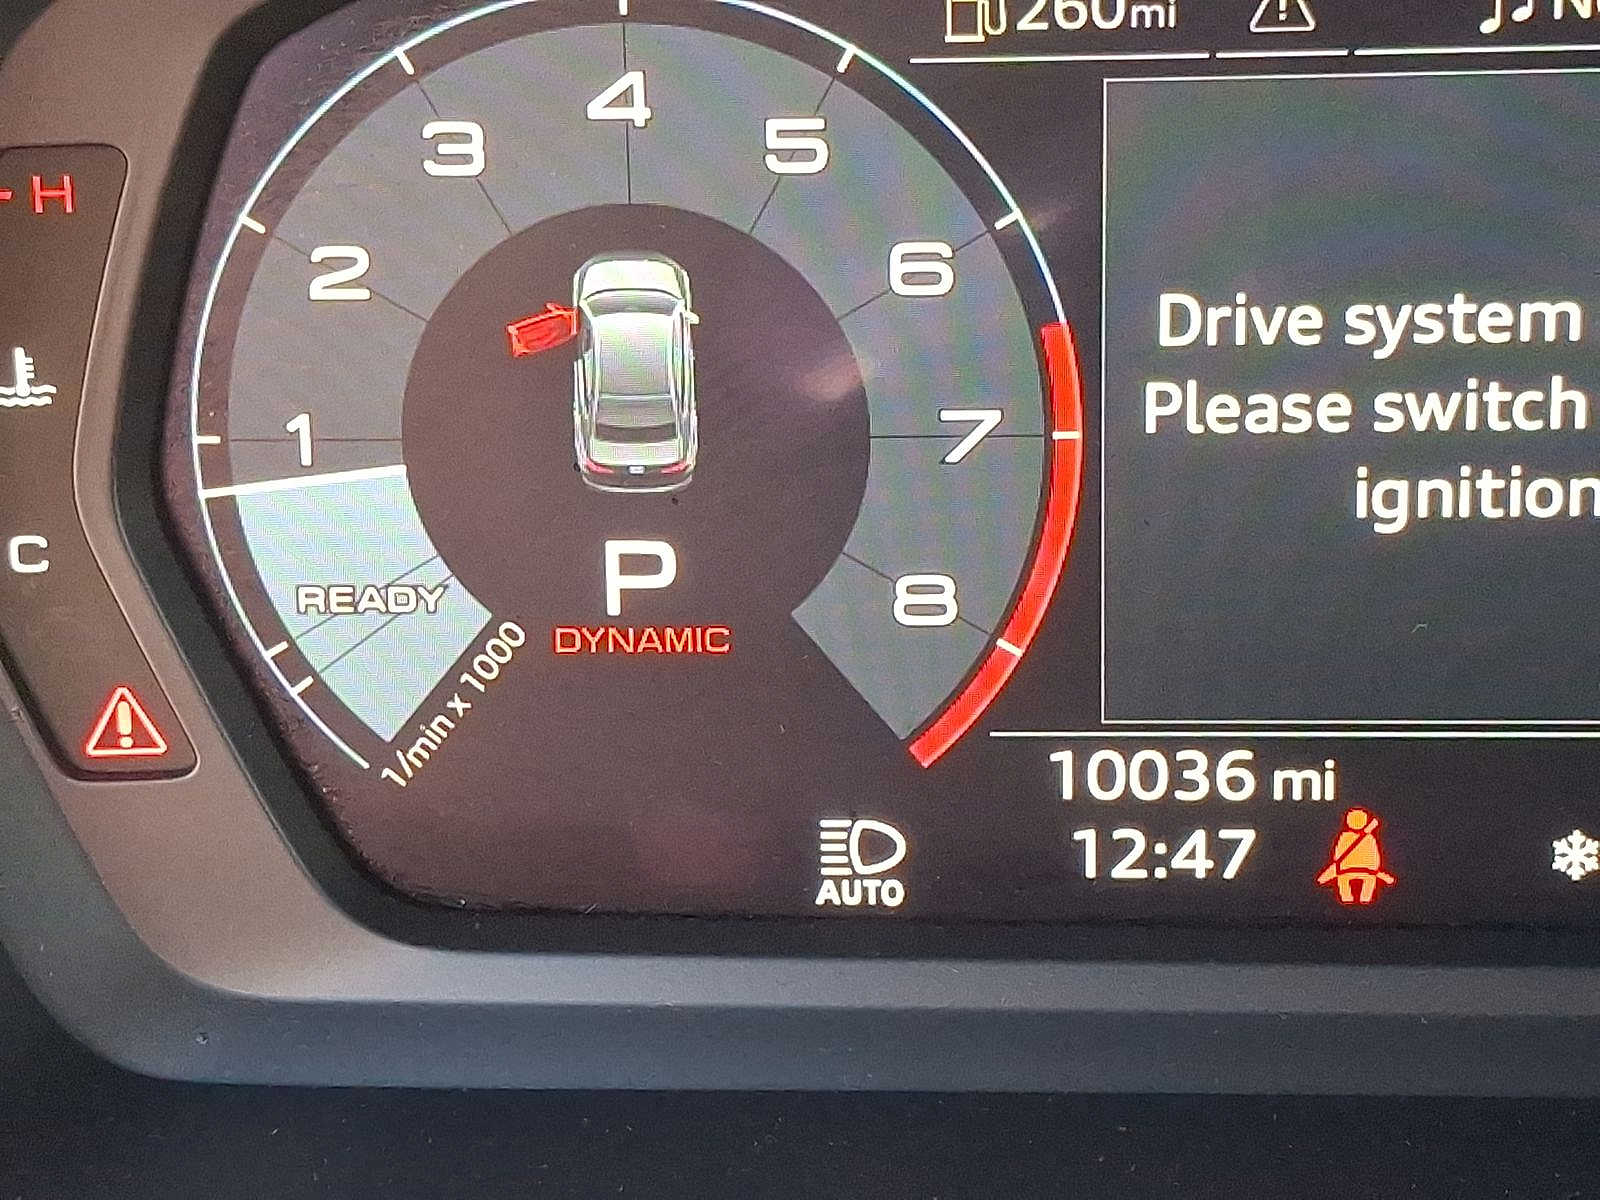 260mi
H
4
3
5
2
6
1
7
READY
8
1/min x 1000
P
DYNAMIC
C
Drive system
Please switch
ignition
10036 mi
12:47
AUTO